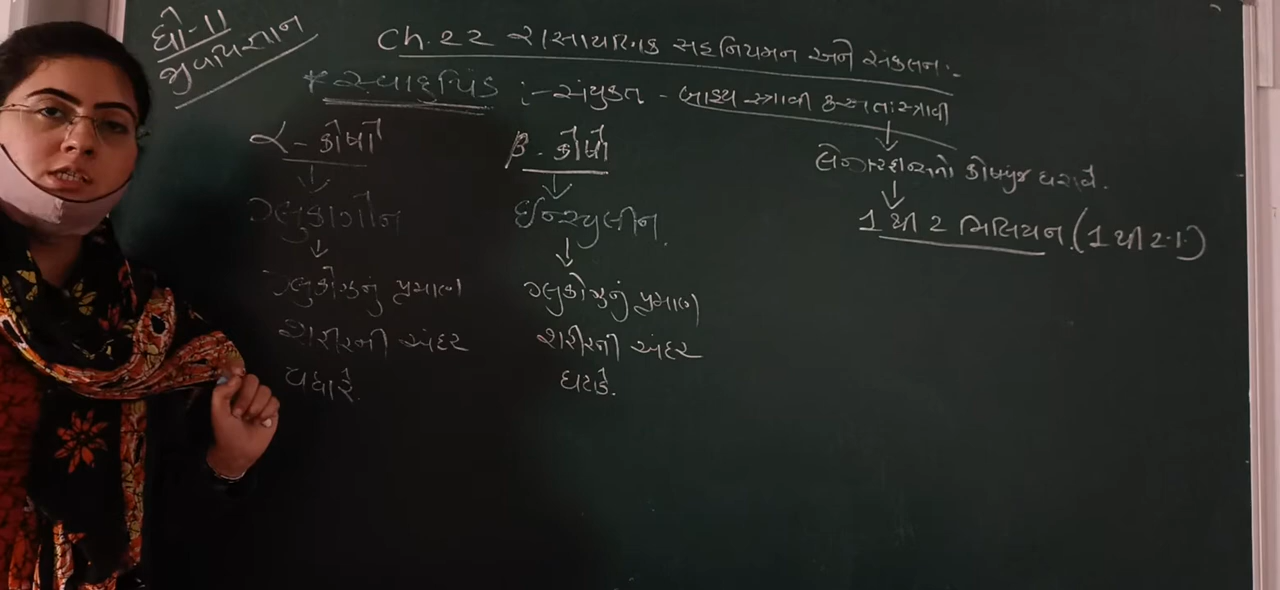 ધો-11
જીવવિજ્ઞાન
Ch.22 રાસાયણિક સહનિયમન અને સંકલન:-
* સ્વાદુપિંડ :- સંયુક્ત - બાહ્ય સ્ત્રાવી અન્તઃસ્ત્રાવી
α - કોષો
β - કોષો
લેન્ગરહાન્સનો કોષપુંજ ધરાવે.
ગ્લુકાગોન
ઈન્સ્યુલીન.
1 થી 2 મિલિયન. (1 થી 2%)
ગ્લુકોઝનું પ્રમાણ
શરીરની અંદર
વધારે.
ગ્લુકોઝનું પ્રમાણ
શરીરની અંદર
ઘટાડે.